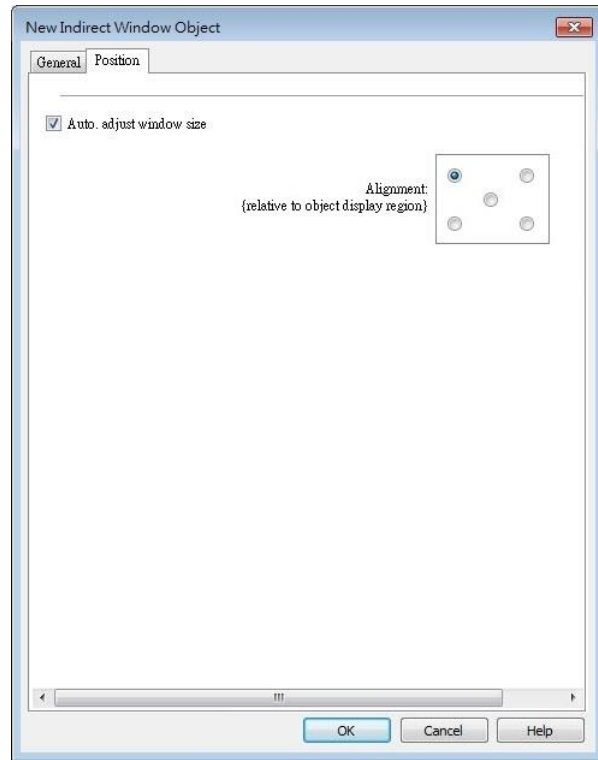 New Indirect Window Object
General Position
Auto. adjust window size
Alignment:
{relative to object display region}
OK Cancel Help